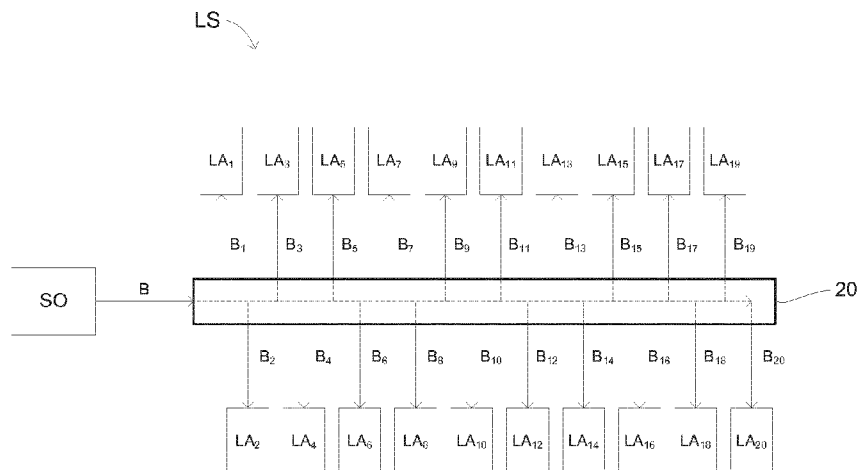 LS
LA₁ LA₃ LA₅ LA₇ LA₉ LA₁₁ LA₁₃ LA₁₅ LA₁₇ LA₁₉
B₁ B₃ B₅ B₇ B₉ B₁₁ B₁₃ B₁₅ B₁₇ B₁₉
SO B 20
B₂ B₄ B₆ B₈ B₁₀ B₁₂ B₁₄ B₁₆ B₁₈ B₂₀
LA₂ LA₄ LA₆ LA₈ LA₁₀ LA₁₂ LA₁₄ LA₁₆ LA₁₈ LA₂₀